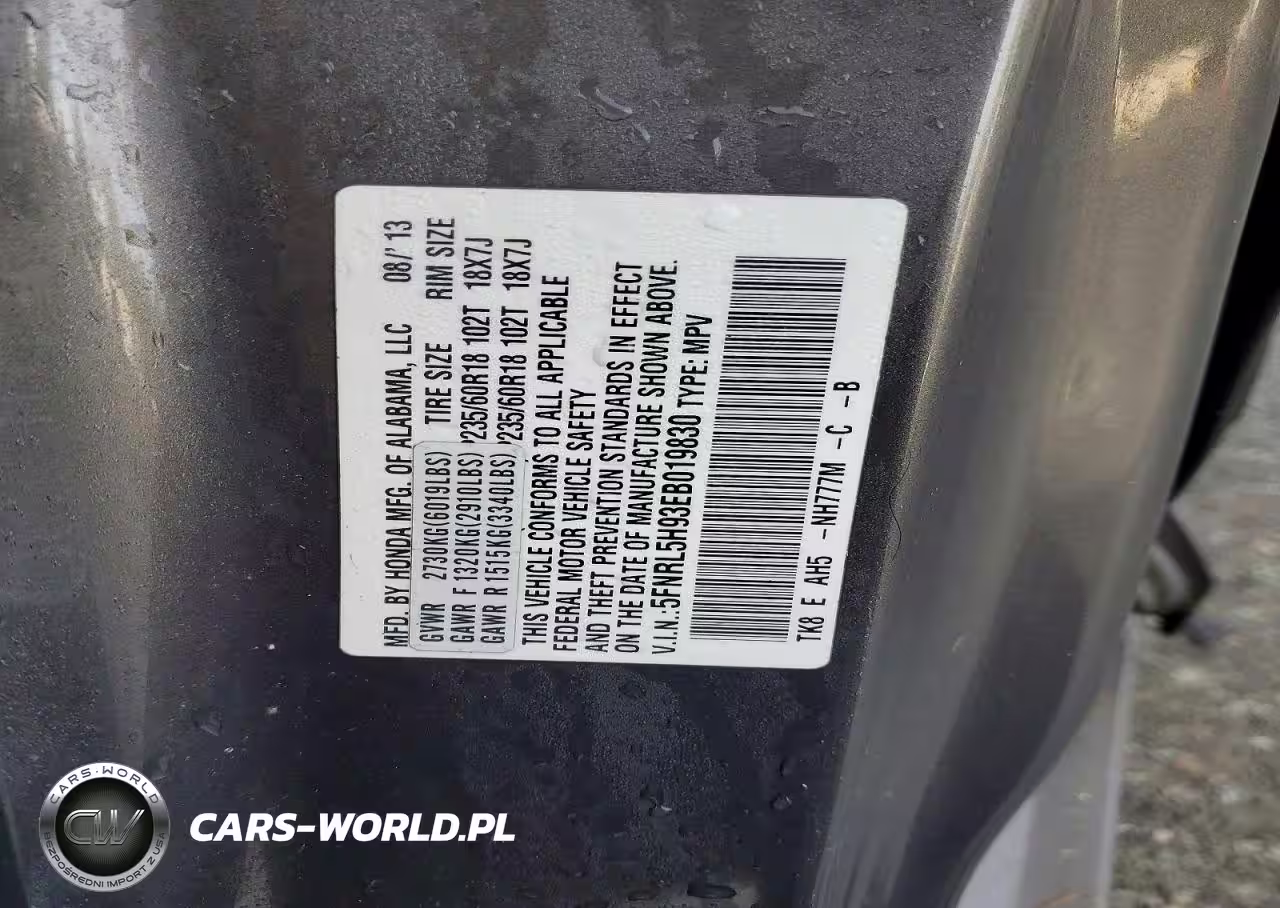 MFD. BY HONDA MFG. OF ALABAMA, LLC 08/'13
GVWR 2730KG(6019LBS) TIRE SIZE RIM SIZE
GAWR F 1320KG(2910LBS) P235/60R18 102T 18X7J
GAWR R 1515KG(3340LBS) P235/60R18 102T 18X7J
THIS VEHICLE CONFORMS TO ALL APPLICABLE
FEDERAL MOTOR VEHICLE SAFETY
AND THEFT PREVENTION STANDARDS IN EFFECT
ON THE DATE OF MANUFACTURE SHOWN ABOVE.
V.I.N.:5FNRL5H93EB019830 TYPE: MPV
TK8 E AH5 -NH777M -C -B
CARS-WORLD
CW
BEZPOŚREDNI IMPORT Z USA
CARS-WORLD.PL